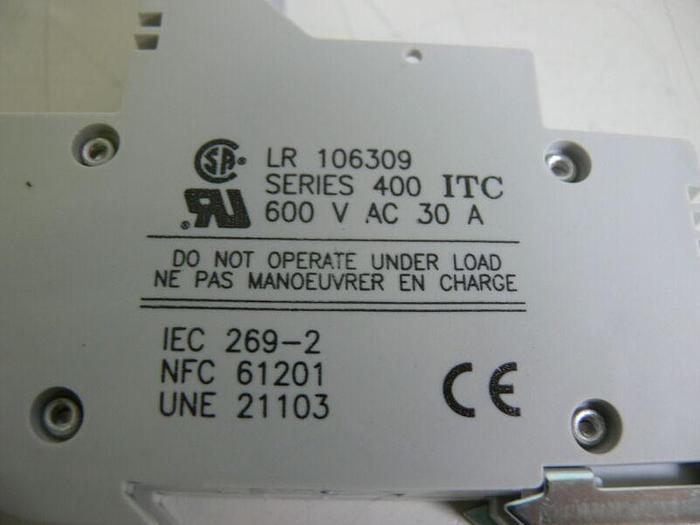 LR 106309
SERIES 400 ITC
600 V AC 30 A
DO NOT OPERATE UNDER LOAD
NE PAS MANOEUVRER EN CHARGE
IEC 269-2
NFC 61201
UNE 21103
CE